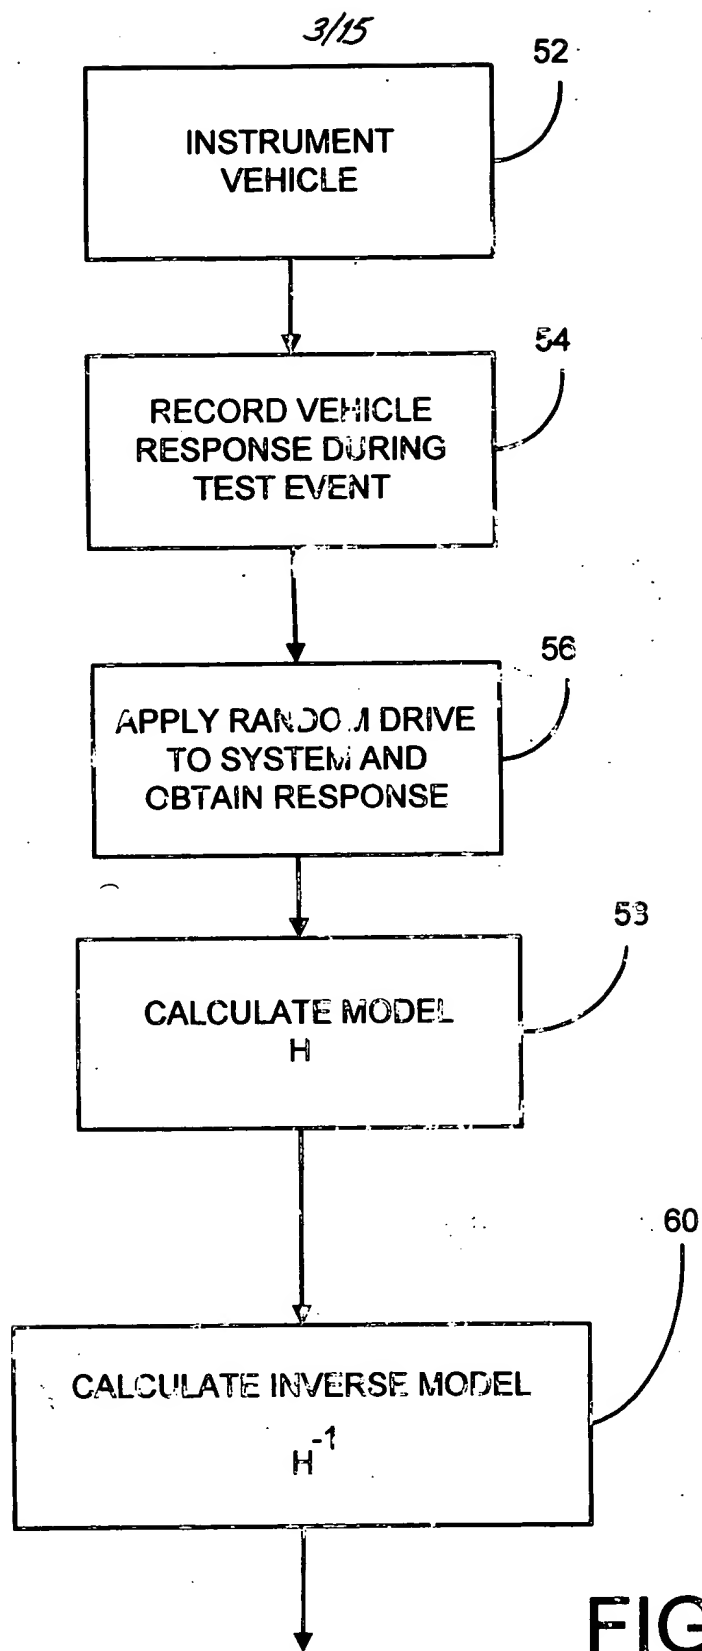 3/15
52
INSTRUMENT
VEHICLE
54
RECORD VEHICLE
RESPONSE DURING
TEST EVENT
56
APPLY RANDOM DRIVE
TO SYSTEM AND
OBTAIN RESPONSE
58
CALCULATE MODEL
H
60
CALCULATE INVERSE MODEL
H⁻¹
FIG